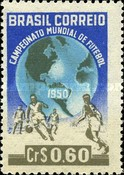 BRASIL CORREIO
CAMPEONATO MUNDIAL DE FUTEBOL
1950
Cr$ 0.60